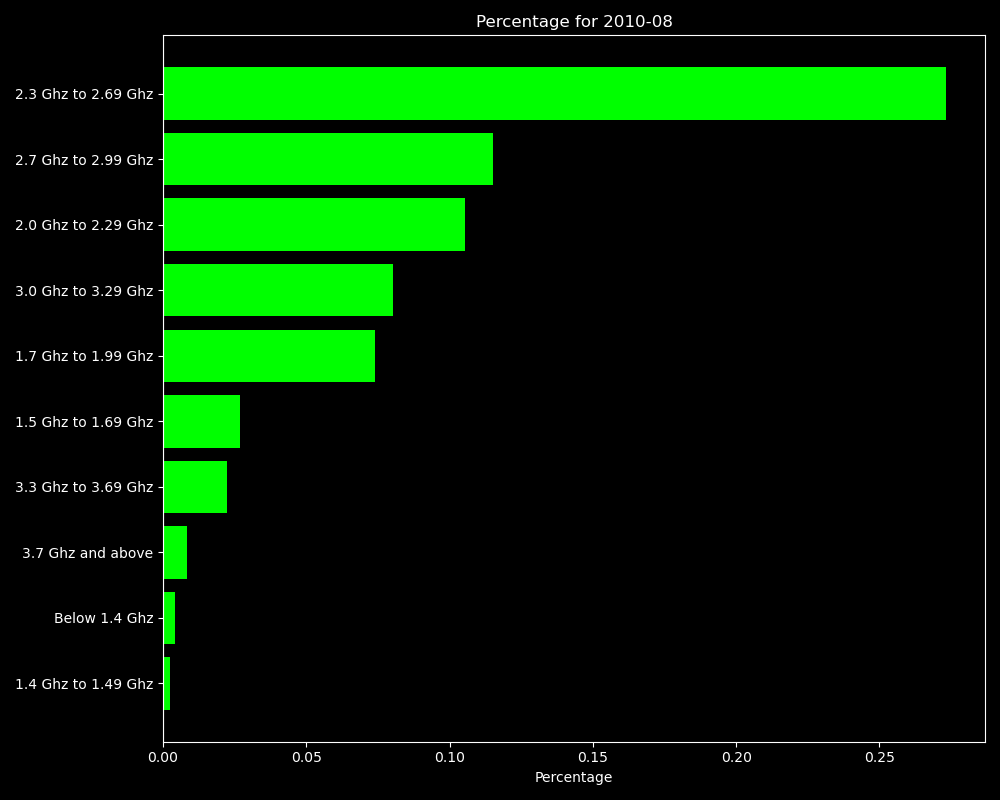 Percentage for 2010-08
2.3 Ghz to 2.69 Ghz
2.7 Ghz to 2.99 Ghz
2.0 Ghz to 2.29 Ghz
3.0 Ghz to 3.29 Ghz
1.7 Ghz to 1.99 Ghz
1.5 Ghz to 1.69 Ghz
3.3 Ghz to 3.69 Ghz
3.7 Ghz and above
Below 1.4 Ghz
1.4 Ghz to 1.49 Ghz
0.00 0.05 0.10 0.15 0.20 0.25
Percentage